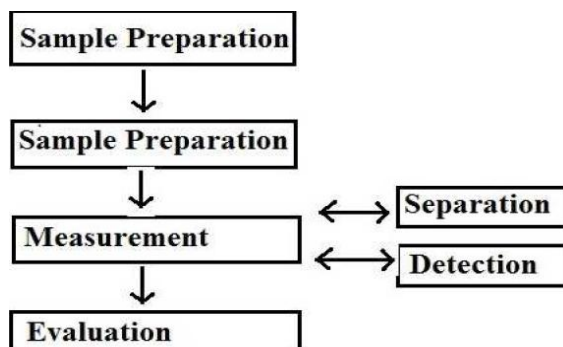 Sample Preparation
Sample Preparation
Measurement
Separation
Detection
Evaluation